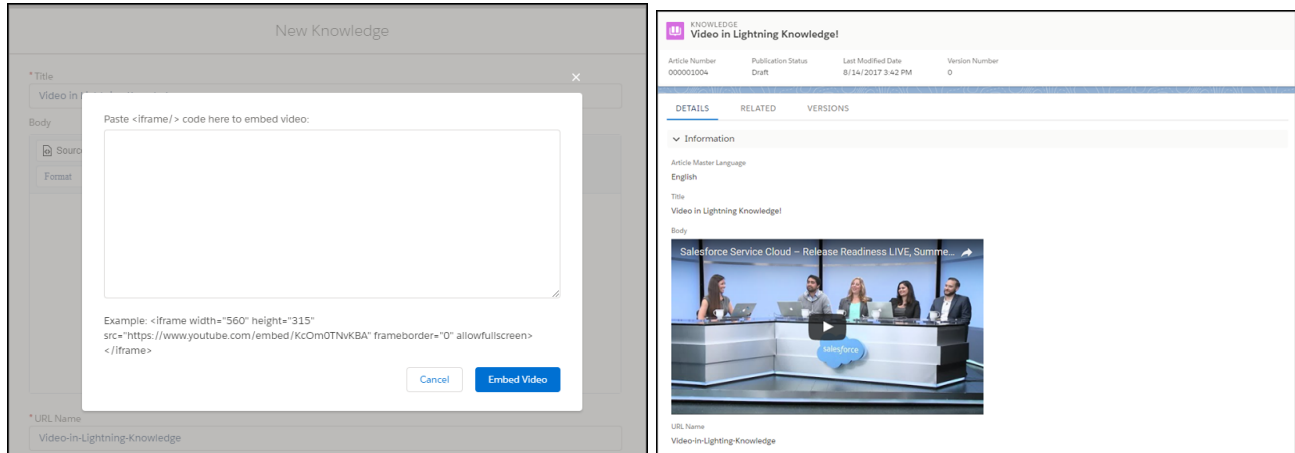 New Knowledge
*Title
Video in
Body
Paste <iframe/> code here to embed video:
Format
Example: <iframe width="560" height="315"
src="https://www.youtube.com/embed/KcOm0TNvKBA" frameborder="0" allowfullscreen>
</iframe>
Cancel
Embed Video
*URL Name
Video-in-Lightning-Knowledge
KNOWLEDGE
Video in Lightning Knowledge!
Article Number
Publication Status
Last Modified Date
Version Number
000001004
Draft
8/14/2017 3:42 PM
0
DETAILS
RELATED
VERSIONS
Information
Article Master Language
English
Title
Video in Lightning Knowledge!
Body
Salesforce Service Cloud – Release Readiness LIVE, Summe...
salesforce
URL Name
Video-in-Lighting-Knowledge